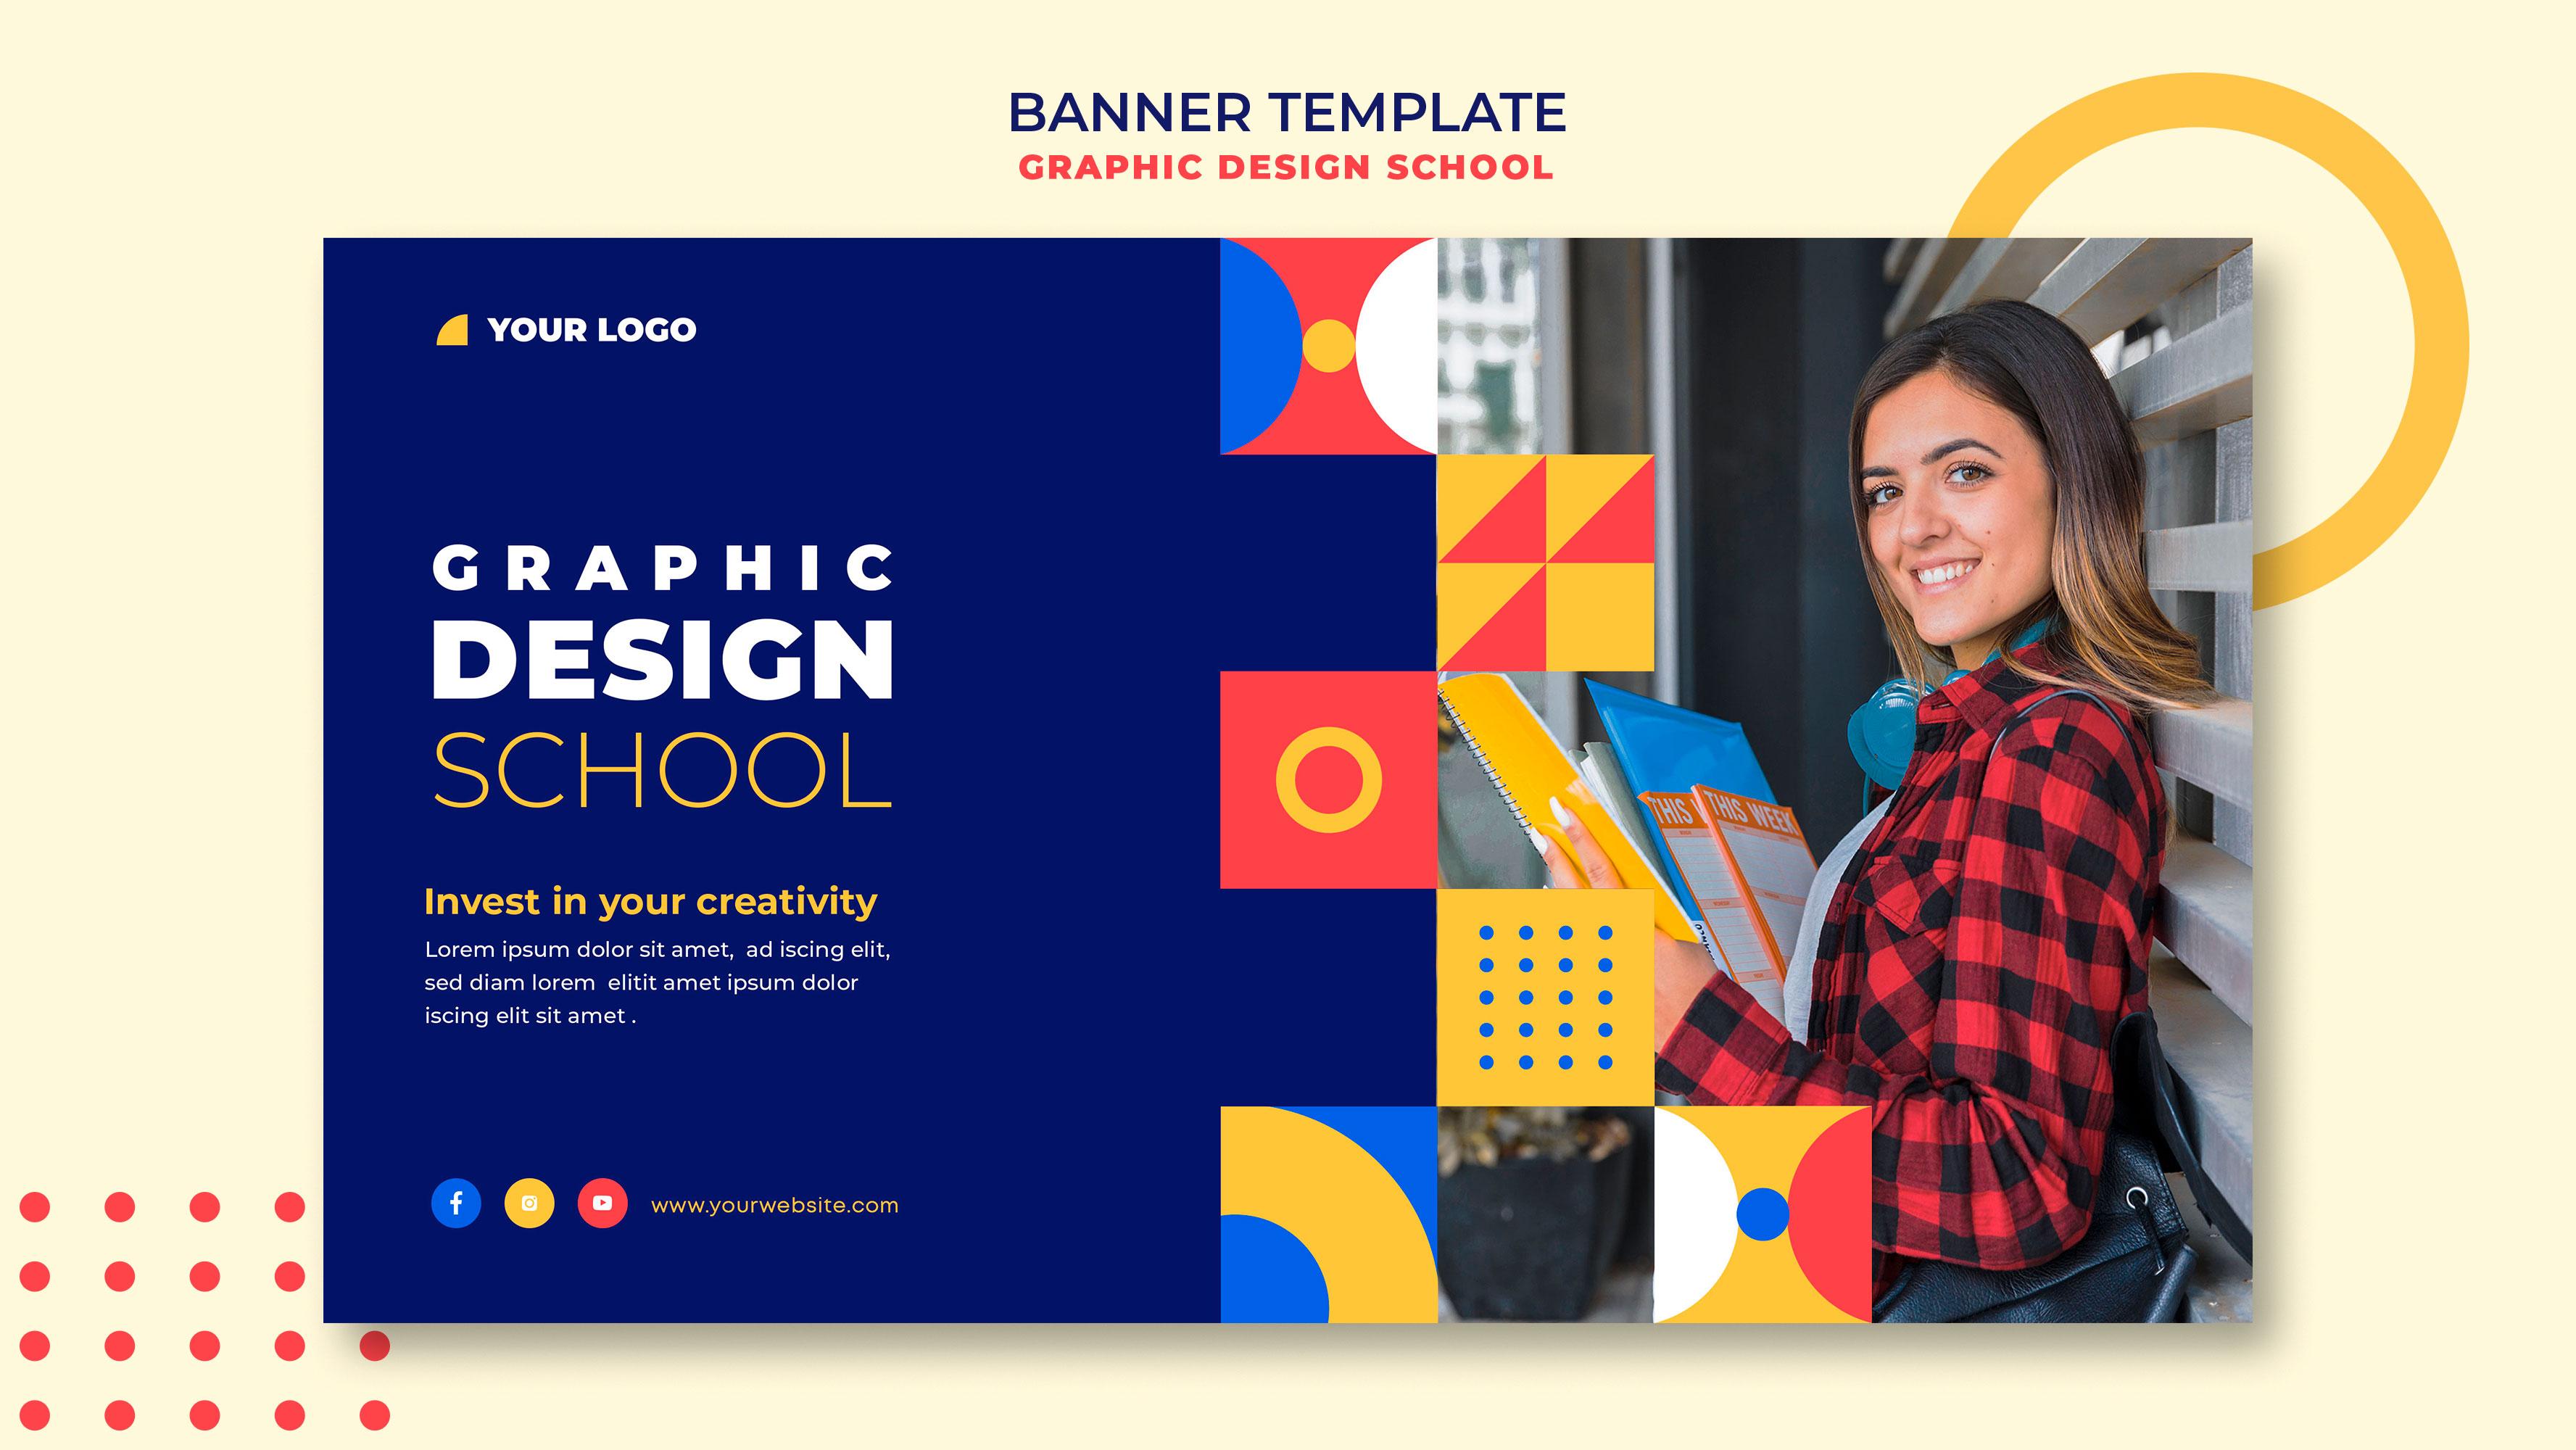 BANNER TEMPLATE
GRAPHIC DESIGN SCHOOL
YOUR LOGO
GRAPHIC
DESIGN
SCHOOL
Invest in your creativity
Lorem ipsum dolor sit amet,  ad iscing elit,
sed diam lorem  elitit amet ipsum dolor
iscing elit sit amet .
www.yourwebsite.com
THIS
THIS WEEK